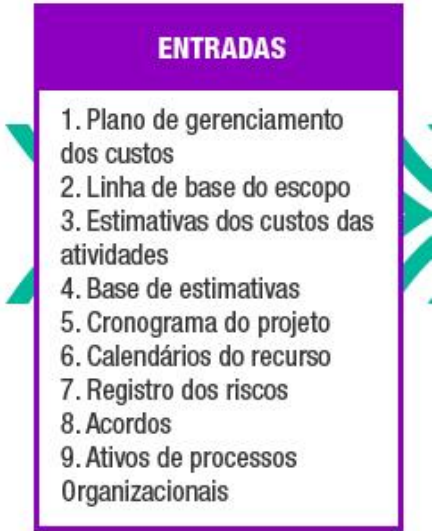 ENTRADAS
1. Plano de gerenciamento
dos custos
2. Linha de base do escopo
3. Estimativas dos custos das
atividades
4. Base de estimativas
5. Cronograma do projeto
6. Calendários do recurso
7. Registro dos riscos
8. Acordos
9. Ativos de processos
Organizacionais